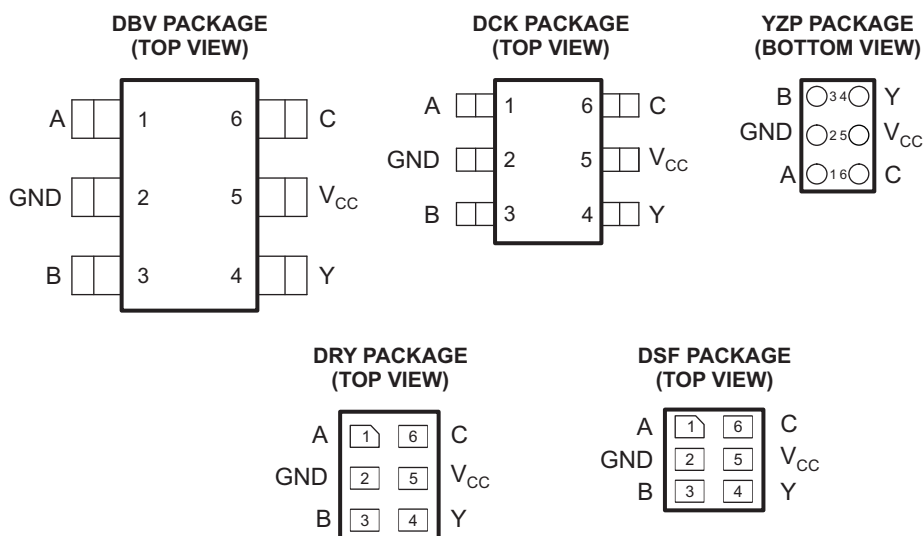 DBV PACKAGE
(TOP VIEW)
A 1 6 C
GND 2 5 VCC
B 3 4 Y
DCK PACKAGE
(TOP VIEW)
A 1 6 C
GND 2 5 VCC
B 3 4 Y
YZP PACKAGE
(BOTTOM VIEW)
B 3 4 Y
GND 2 5 VCC
A 1 6 C
DRY PACKAGE
(TOP VIEW)
A 1 6 C
GND 2 5 VCC
B 3 4 Y
DSF PACKAGE
(TOP VIEW)
A 1 6 C
GND 2 5 VCC
B 3 4 Y